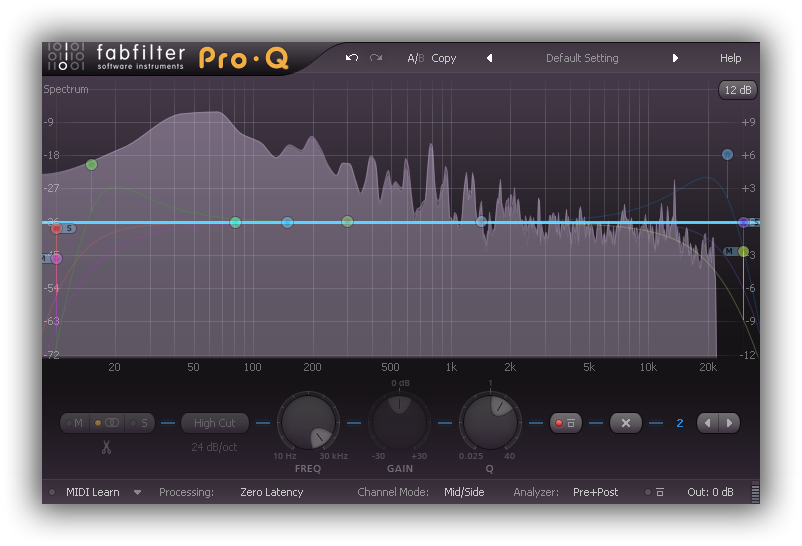 fabfilter
software instruments
Pro·Q
A/B Copy Default Setting Help
Spectrum 12 dB
-9 +9
-18 +6
-27 +3
-36
S
M M -3
-54 -6
-63 -9
-72 -12
20 50 100 200 500 1k 2k 5k 10k 20k
0 dB 1
M S High Cut 2
24 dB/oct
10 Hz 30 kHz -30 +30 0.025 40
FREQ GAIN Q
MIDI Learn Processing: Zero Latency Channel Mode: Mid/Side Analyzer: Pre+Post Out: 0 dB